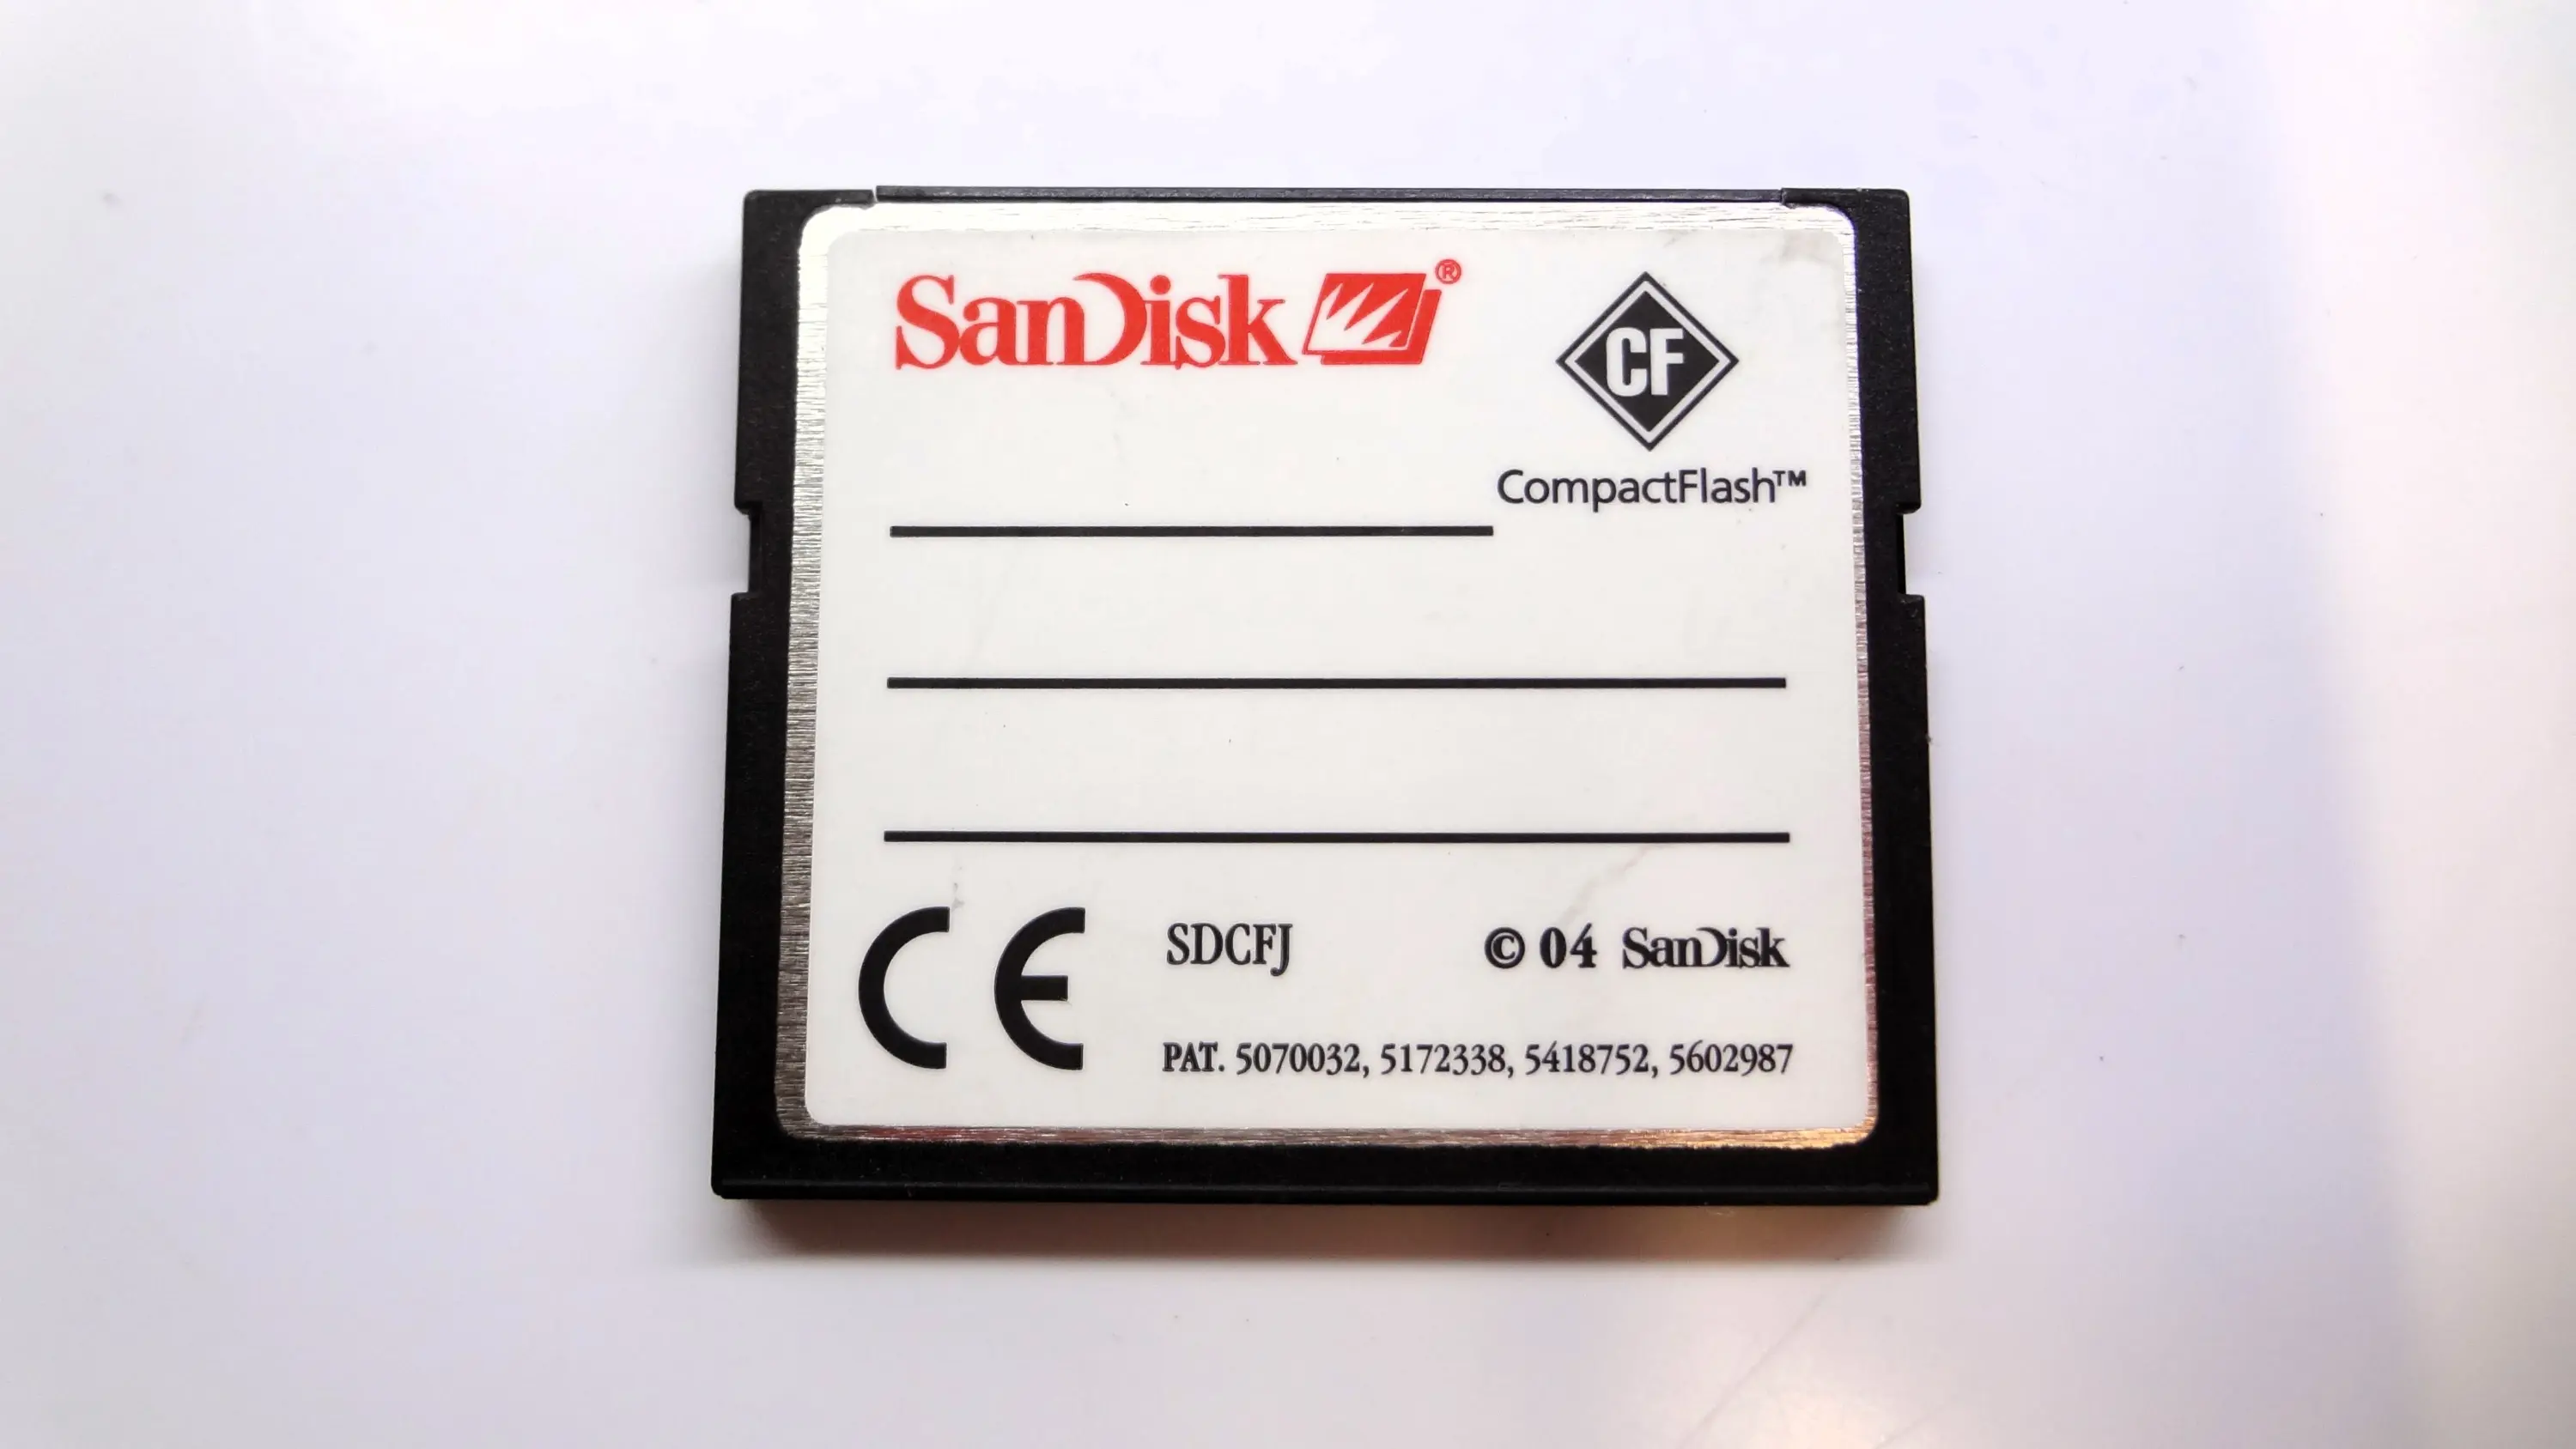 SanDisk ®
CF
CompactFlash™
CE
SDCFJ © 04 SanDisk
PAT. 5070032, 5172338, 5418752, 5602987